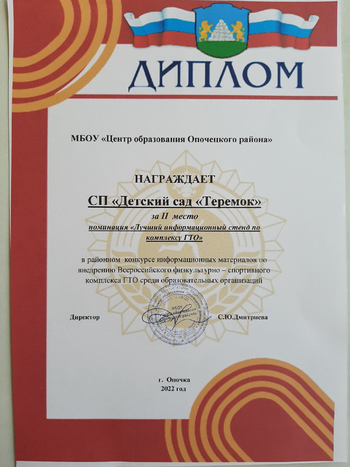 ДИПЛОМ
МБОУ «Центр образования Опочецкого района»
НАГРАЖДАЕТ
СП «Детский сад «Теремок»
за II место
номинация «Лучший информационный стенд по
комплексу ГТО»
в районном конкурсе информационных материалов по
внедрению Всероссийского физкультурно – спортивного
комплекса ГТО среди образовательных организаций
Директор С.Ю.Дмитриева
г. Опочка
2022 год